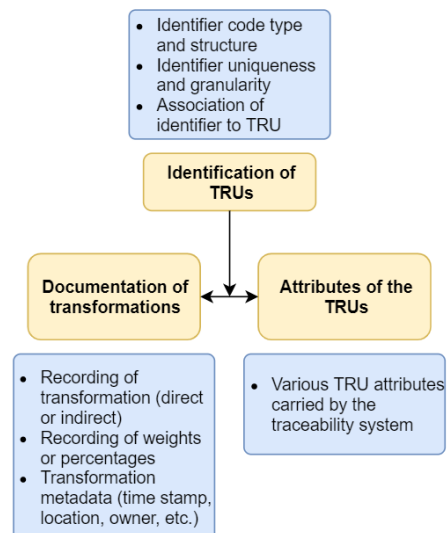 • Identifier code type
and structure
• Identifier uniqueness
and granularity
• Association of
identifier to TRU
Identification of
TRUs
Documentation of
transformations
Attributes of the
TRUs
• Recording of
transformation (direct
or indirect)
• Recording of weights
or percentages
• Transformation
metadata (time stamp,
location, owner, etc.)
• Various TRU attributes
carried by the
traceability system